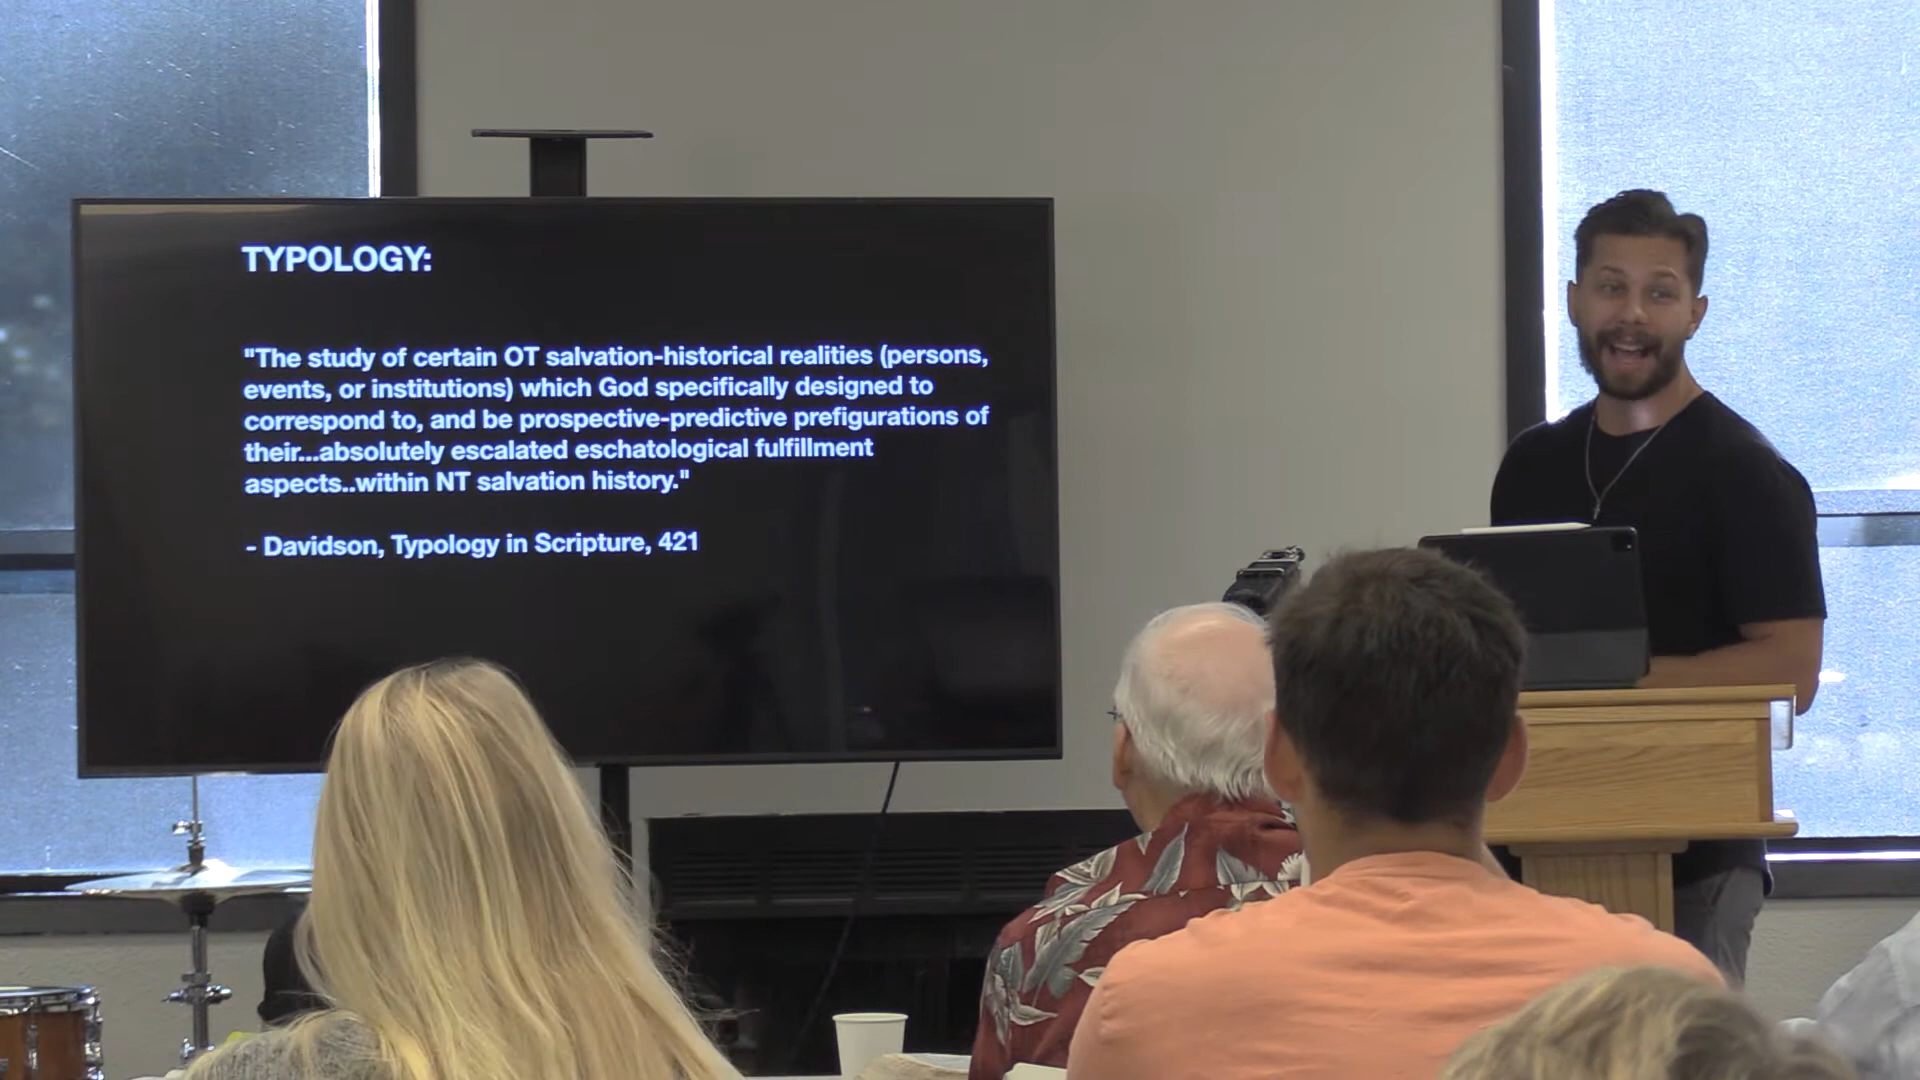 TYPOLOGY:
"The study of certain OT salvation-historical realities (persons,
events, or institutions) which God specifically designed to
correspond to, and be prospective-predictive prefigurations of
their...absolutely escalated eschatological fulfillment
aspects..within NT salvation history."
- Davidson, Typology in Scripture, 421